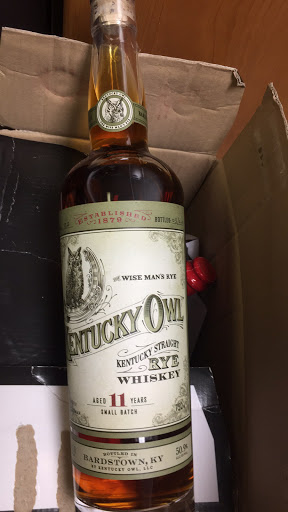 ESTABLISHED
1879
THE WISE MAN'S RYE
KENTUCKY OWL
KENTUCKY STRAIGHT
RYE
WHISKEY
AGED 11 YEARS
SMALL BATCH
BOTTLED IN
BARDSTOWN, KY
BY KENTUCKY OWL, LLC